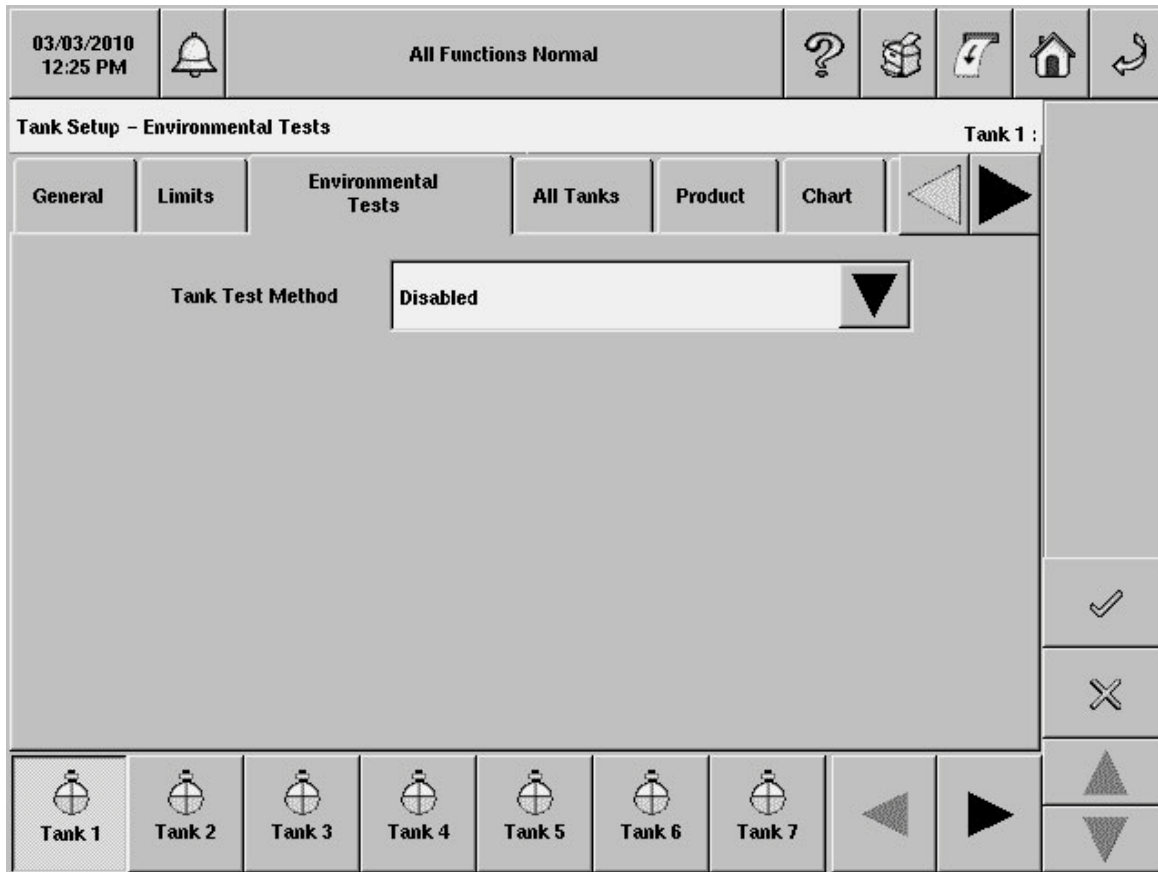 03/03/2010
12:25 PM
All Functions Normal
Tank Setup - Environmental Tests
Tank 1 :
General
Limits
Environmental
Tests
All Tanks
Product
Chart
Tank Test Method
Disabled
Tank 1
Tank 2
Tank 3
Tank 4
Tank 5
Tank 6
Tank 7